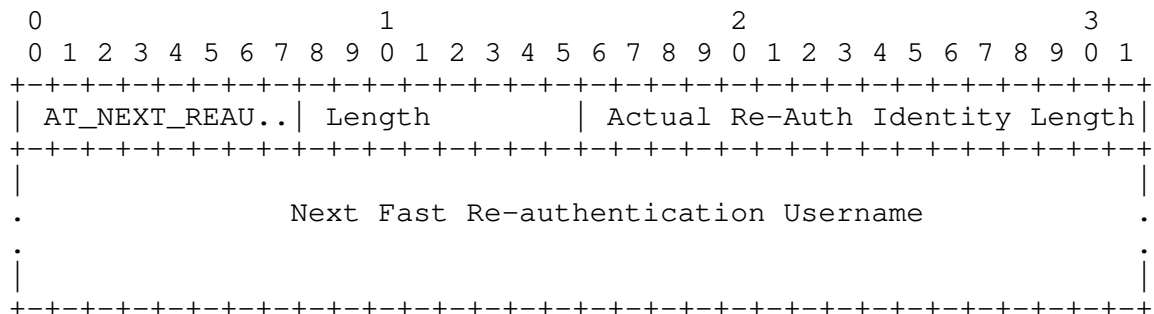 0                   1                   2                   3
 0 1 2 3 4 5 6 7 8 9 0 1 2 3 4 5 6 7 8 9 0 1 2 3 4 5 6 7 8 9 0 1
+-+-+-+-+-+-+-+-+-+-+-+-+-+-+-+-+-+-+-+-+-+-+-+-+-+-+-+-+-+-+-+-+
| AT_NEXT_REAU..| Length        | Actual Re-Auth Identity Length|
+-+-+-+-+-+-+-+-+-+-+-+-+-+-+-+-+-+-+-+-+-+-+-+-+-+-+-+-+-+-+-+-+
|                                                               |
.               Next Fast Re-authentication Username            .
.                                                               .
|                                                               |
+-+-+-+-+-+-+-+-+-+-+-+-+-+-+-+-+-+-+-+-+-+-+-+-+-+-+-+-+-+-+-+-+